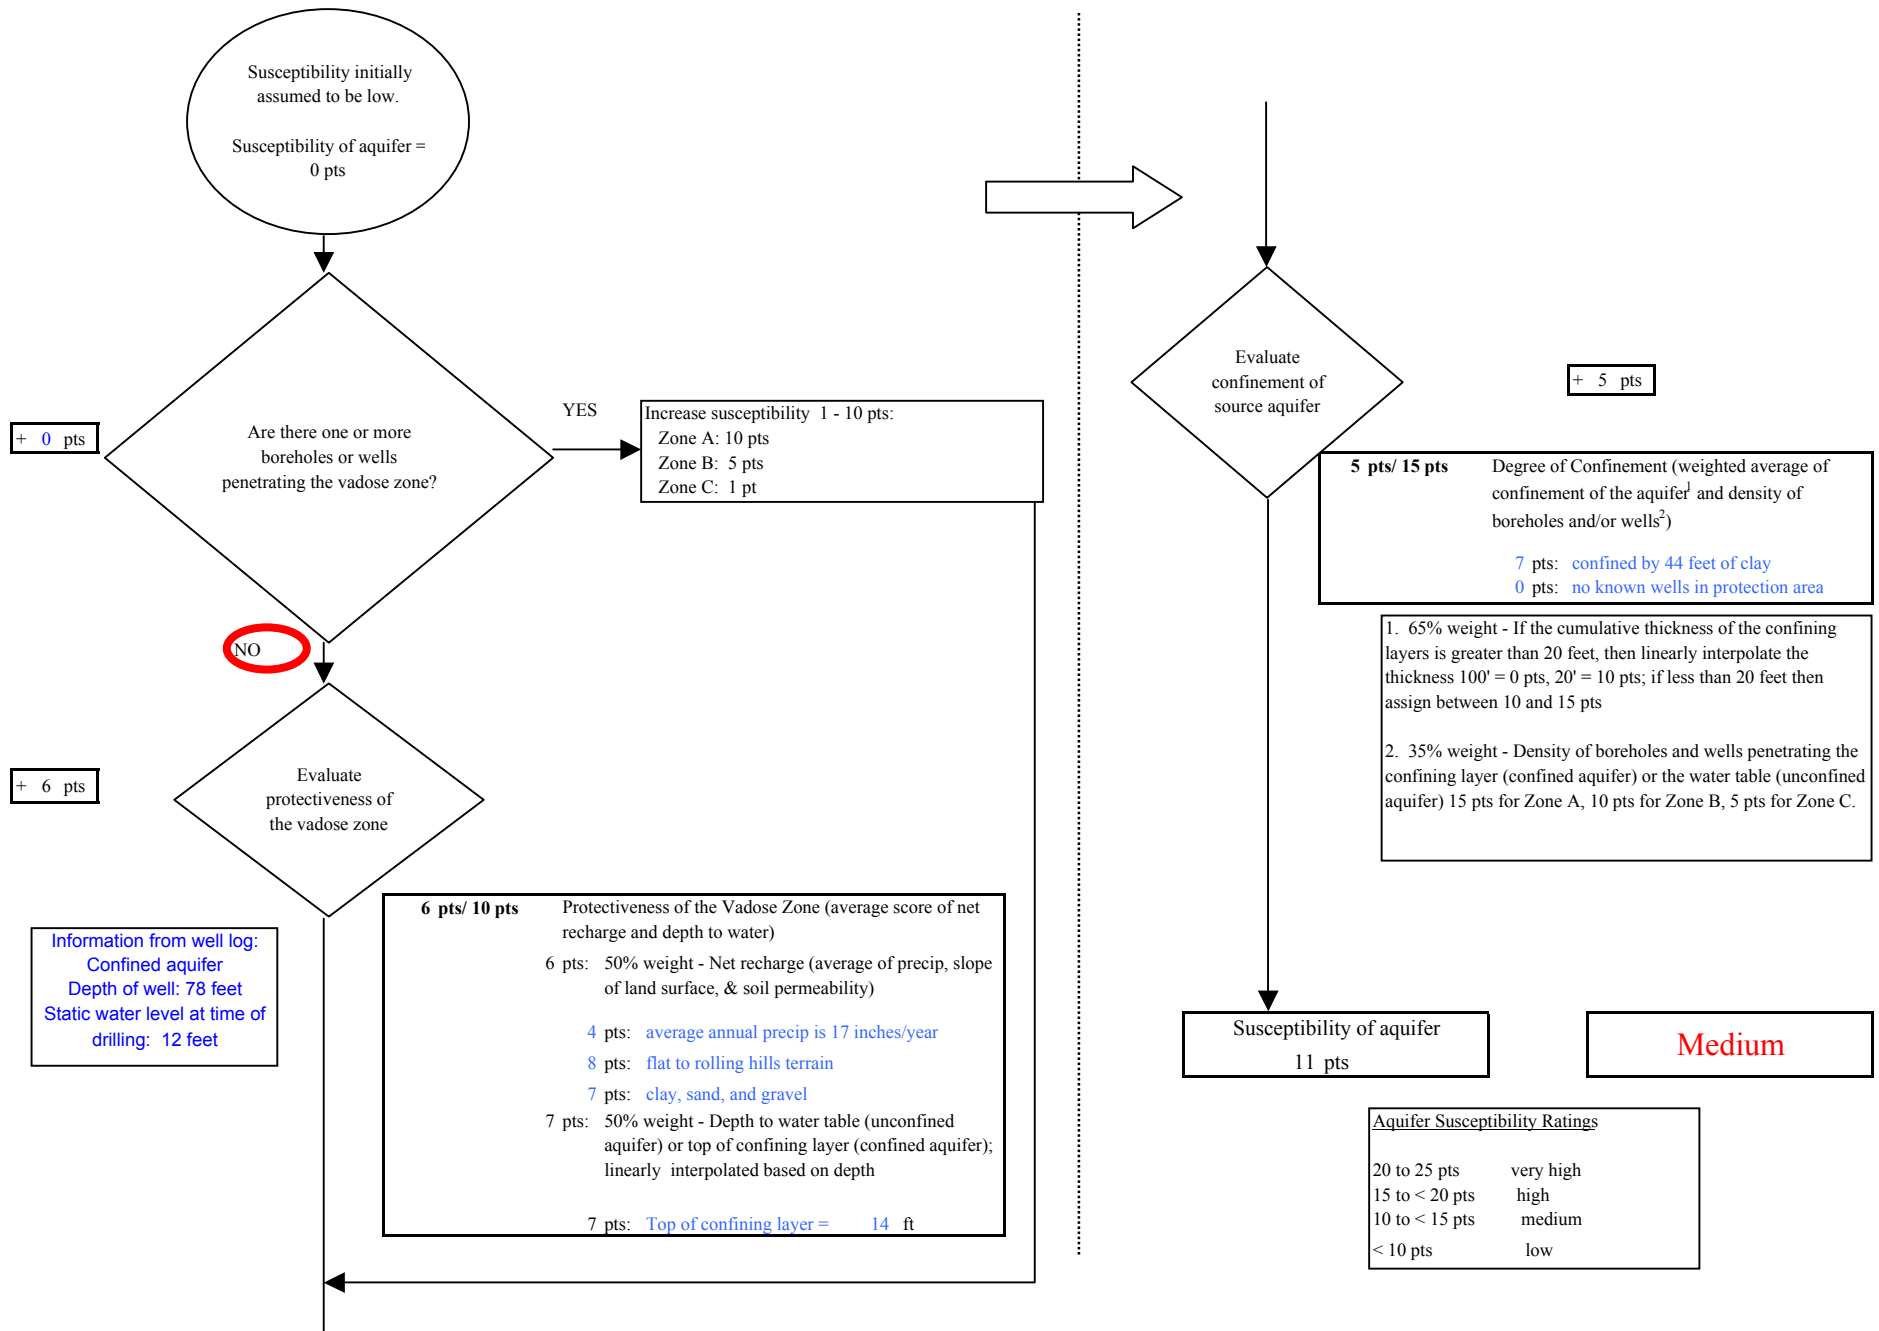 Susceptibility initially
assumed to be low.
Susceptibility of aquifer =
0 pts
+ 0 pts
Are there one or more
boreholes or wells
penetrating the vadose zone?
YES
Increase susceptibility 1 - 10 pts:
Zone A: 10 pts
Zone B: 5 pts
Zone C: 1 pt
NO
+ 6 pts
Evaluate
protectiveness of
the vadose zone
Information from well log:
Confined aquifer
Depth of well: 78 feet
Static water level at time of
drilling: 12 feet
6 pts/ 10 pts Protectiveness of the Vadose Zone (average score of net
recharge and depth to water)
6 pts: 50% weight - Net recharge (average of precip, slope
of land surface, & soil permeability)
4 pts: average annual precip is 17 inches/year
8 pts: flat to rolling hills terrain
7 pts: clay, sand, and gravel
7 pts: 50% weight - Depth to water table (unconfined
aquifer) or top of confining layer (confined aquifer);
linearly interpolated based on depth
7 pts: Top of confining layer = 14 ft
Evaluate
confinement of
source aquifer
+ 5 pts
5 pts/ 15 pts Degree of Confinement (weighted average of
confinement of the aquifer1 and density of
boreholes and/or wells2)
7 pts: confined by 44 feet of clay
0 pts: no known wells in protection area
1. 65% weight - If the cumulative thickness of the confining
layers is greater than 20 feet, then linearly interpolate the
thickness 100' = 0 pts, 20' = 10 pts; if less than 20 feet then
assign between 10 and 15 pts
2. 35% weight - Density of boreholes and wells penetrating the
confining layer (confined aquifer) or the water table (unconfined
aquifer) 15 pts for Zone A, 10 pts for Zone B, 5 pts for Zone C.
Susceptibility of aquifer
11 pts
Medium
Aquifer Susceptibility Ratings
20 to 25 pts very high
15 to < 20 pts high
10 to < 15 pts medium
< 10 pts low